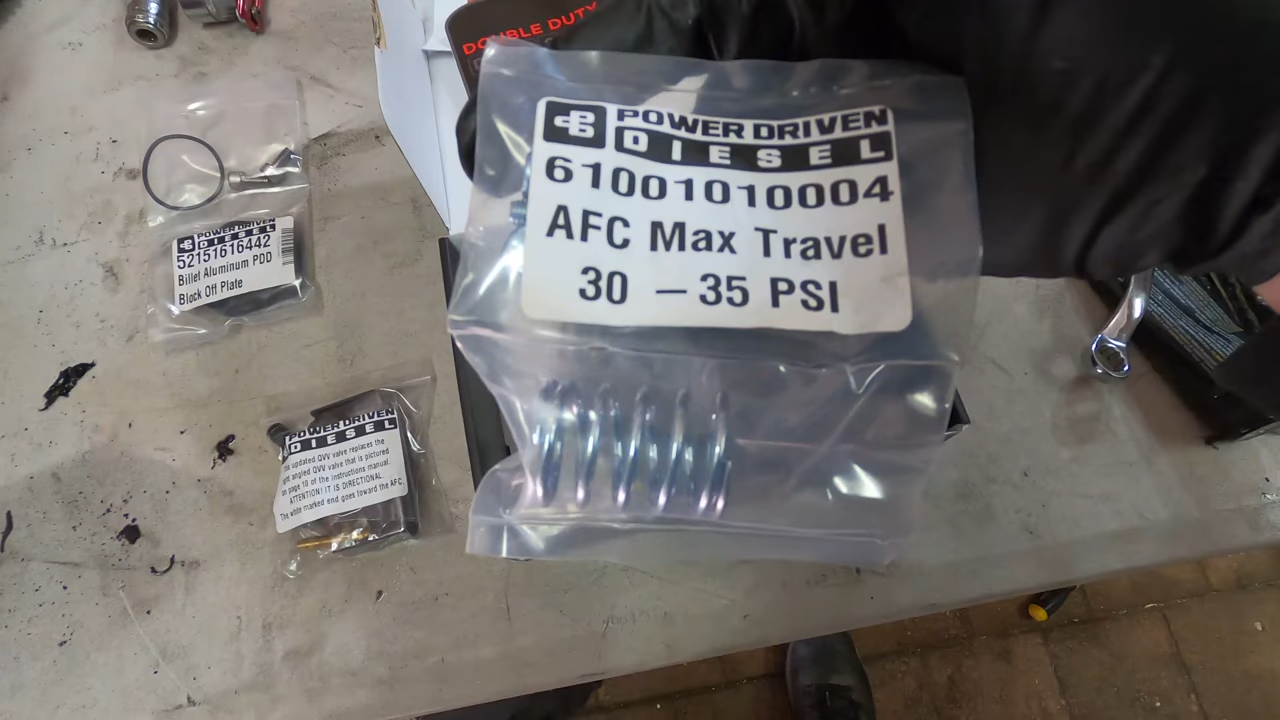 DOUBLE DUTY
POWER DRIVEN
DIESEL
61001010004
AFC Max Travel
30 – 35 PSI
POWER DRIVEN
DIESEL
52151616442
Billet Aluminum PDD
Block Off Plate
POWER DRIVEN
DIESEL
updated QVV valve replaces the
angled QVV valve that is pictured
on page 10 of the instructions manual.
ATTENTION! IT IS DIRECTIONAL
The white marked end goes toward the AFC.